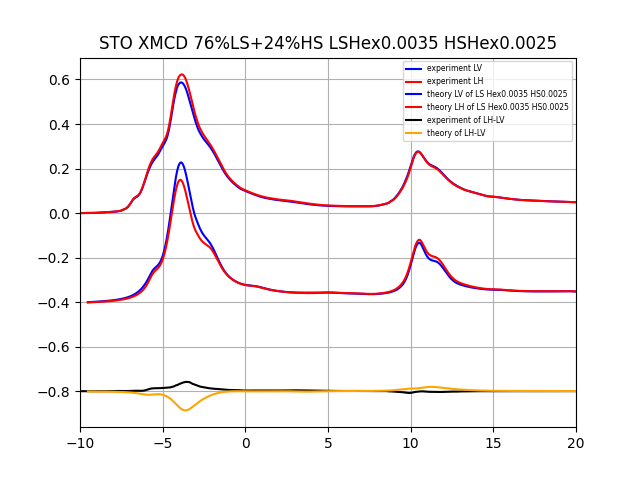 STO XMCD 76%LS+24%HS LSHex0.0035 HSHex0.0025
experiment LV
experiment LH
theory LV of LS Hex0.0035 HS0.0025
theory LH of LS Hex0.0035 HS0.0025
experiment of LH-LV
theory of LH-LV
0.6
0.4
0.2
0.0
−0.2
−0.4
−0.6
−0.8
−10
−5
0
5
10
15
20